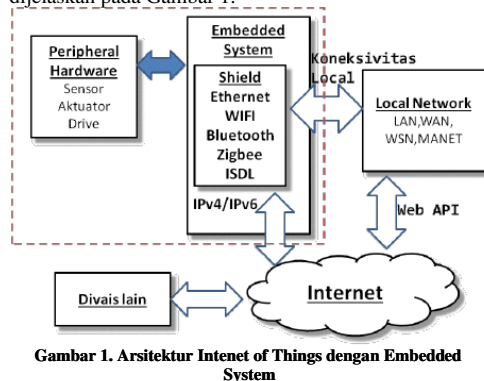 dijelaskan pada Gambar 1.
Peripheral
Hardware
Sensor
Aktuator
Drive
Embedded
System
Shield
Ethernet
WIFI
Bluetooth
Zigbee
ISDL
IPv4/IPv6
Koneksivitas
Local
Local Network
LAN,WAN,
WSN,MANET
Web API
Divais lain
Internet
Gambar 1. Arsitektur Intenet of Things dengan Embedded
System